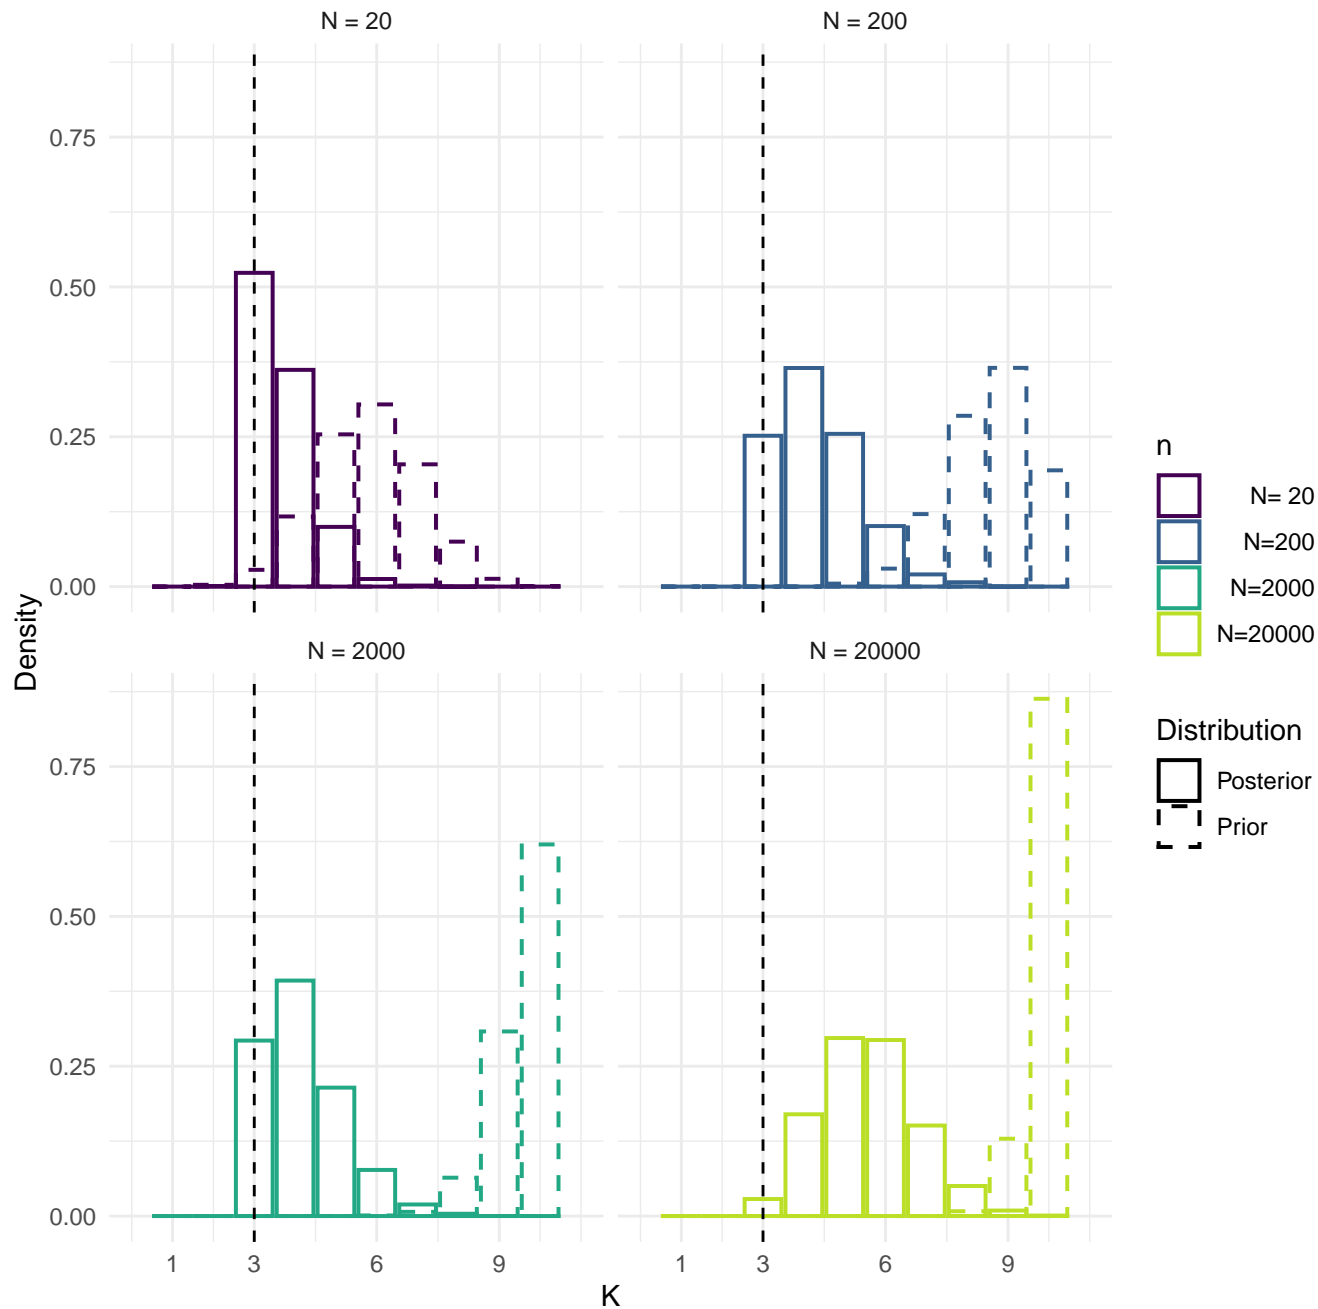 N = 20
N = 200
0.75
0.50
0.25
0.00
N = 2000
N = 20000
0.75
0.50
0.25
0.00
1 3 6 9
1 3 6 9
K
Density
n
N= 20
N=200
N=2000
N=20000
Distribution
Posterior
Prior